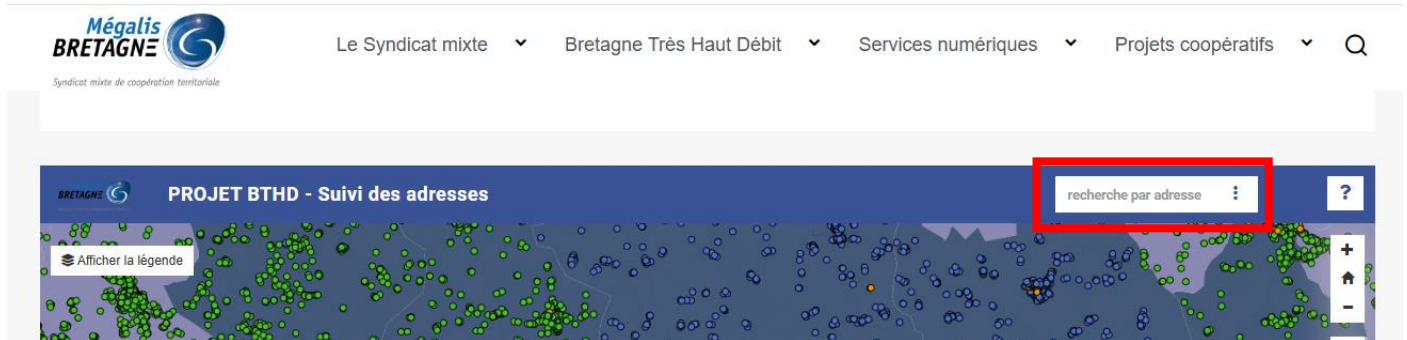 Mégalis
BRETAGNE
Syndicat mixte de coopération territoriale
Le Syndicat mixte Bretagne Très Haut Débit Services numériques Projets coopératifs
BRETAGNE PROJET BTHD - Suivi des adresses recherche par adresse ?
Afficher la légende
+
−